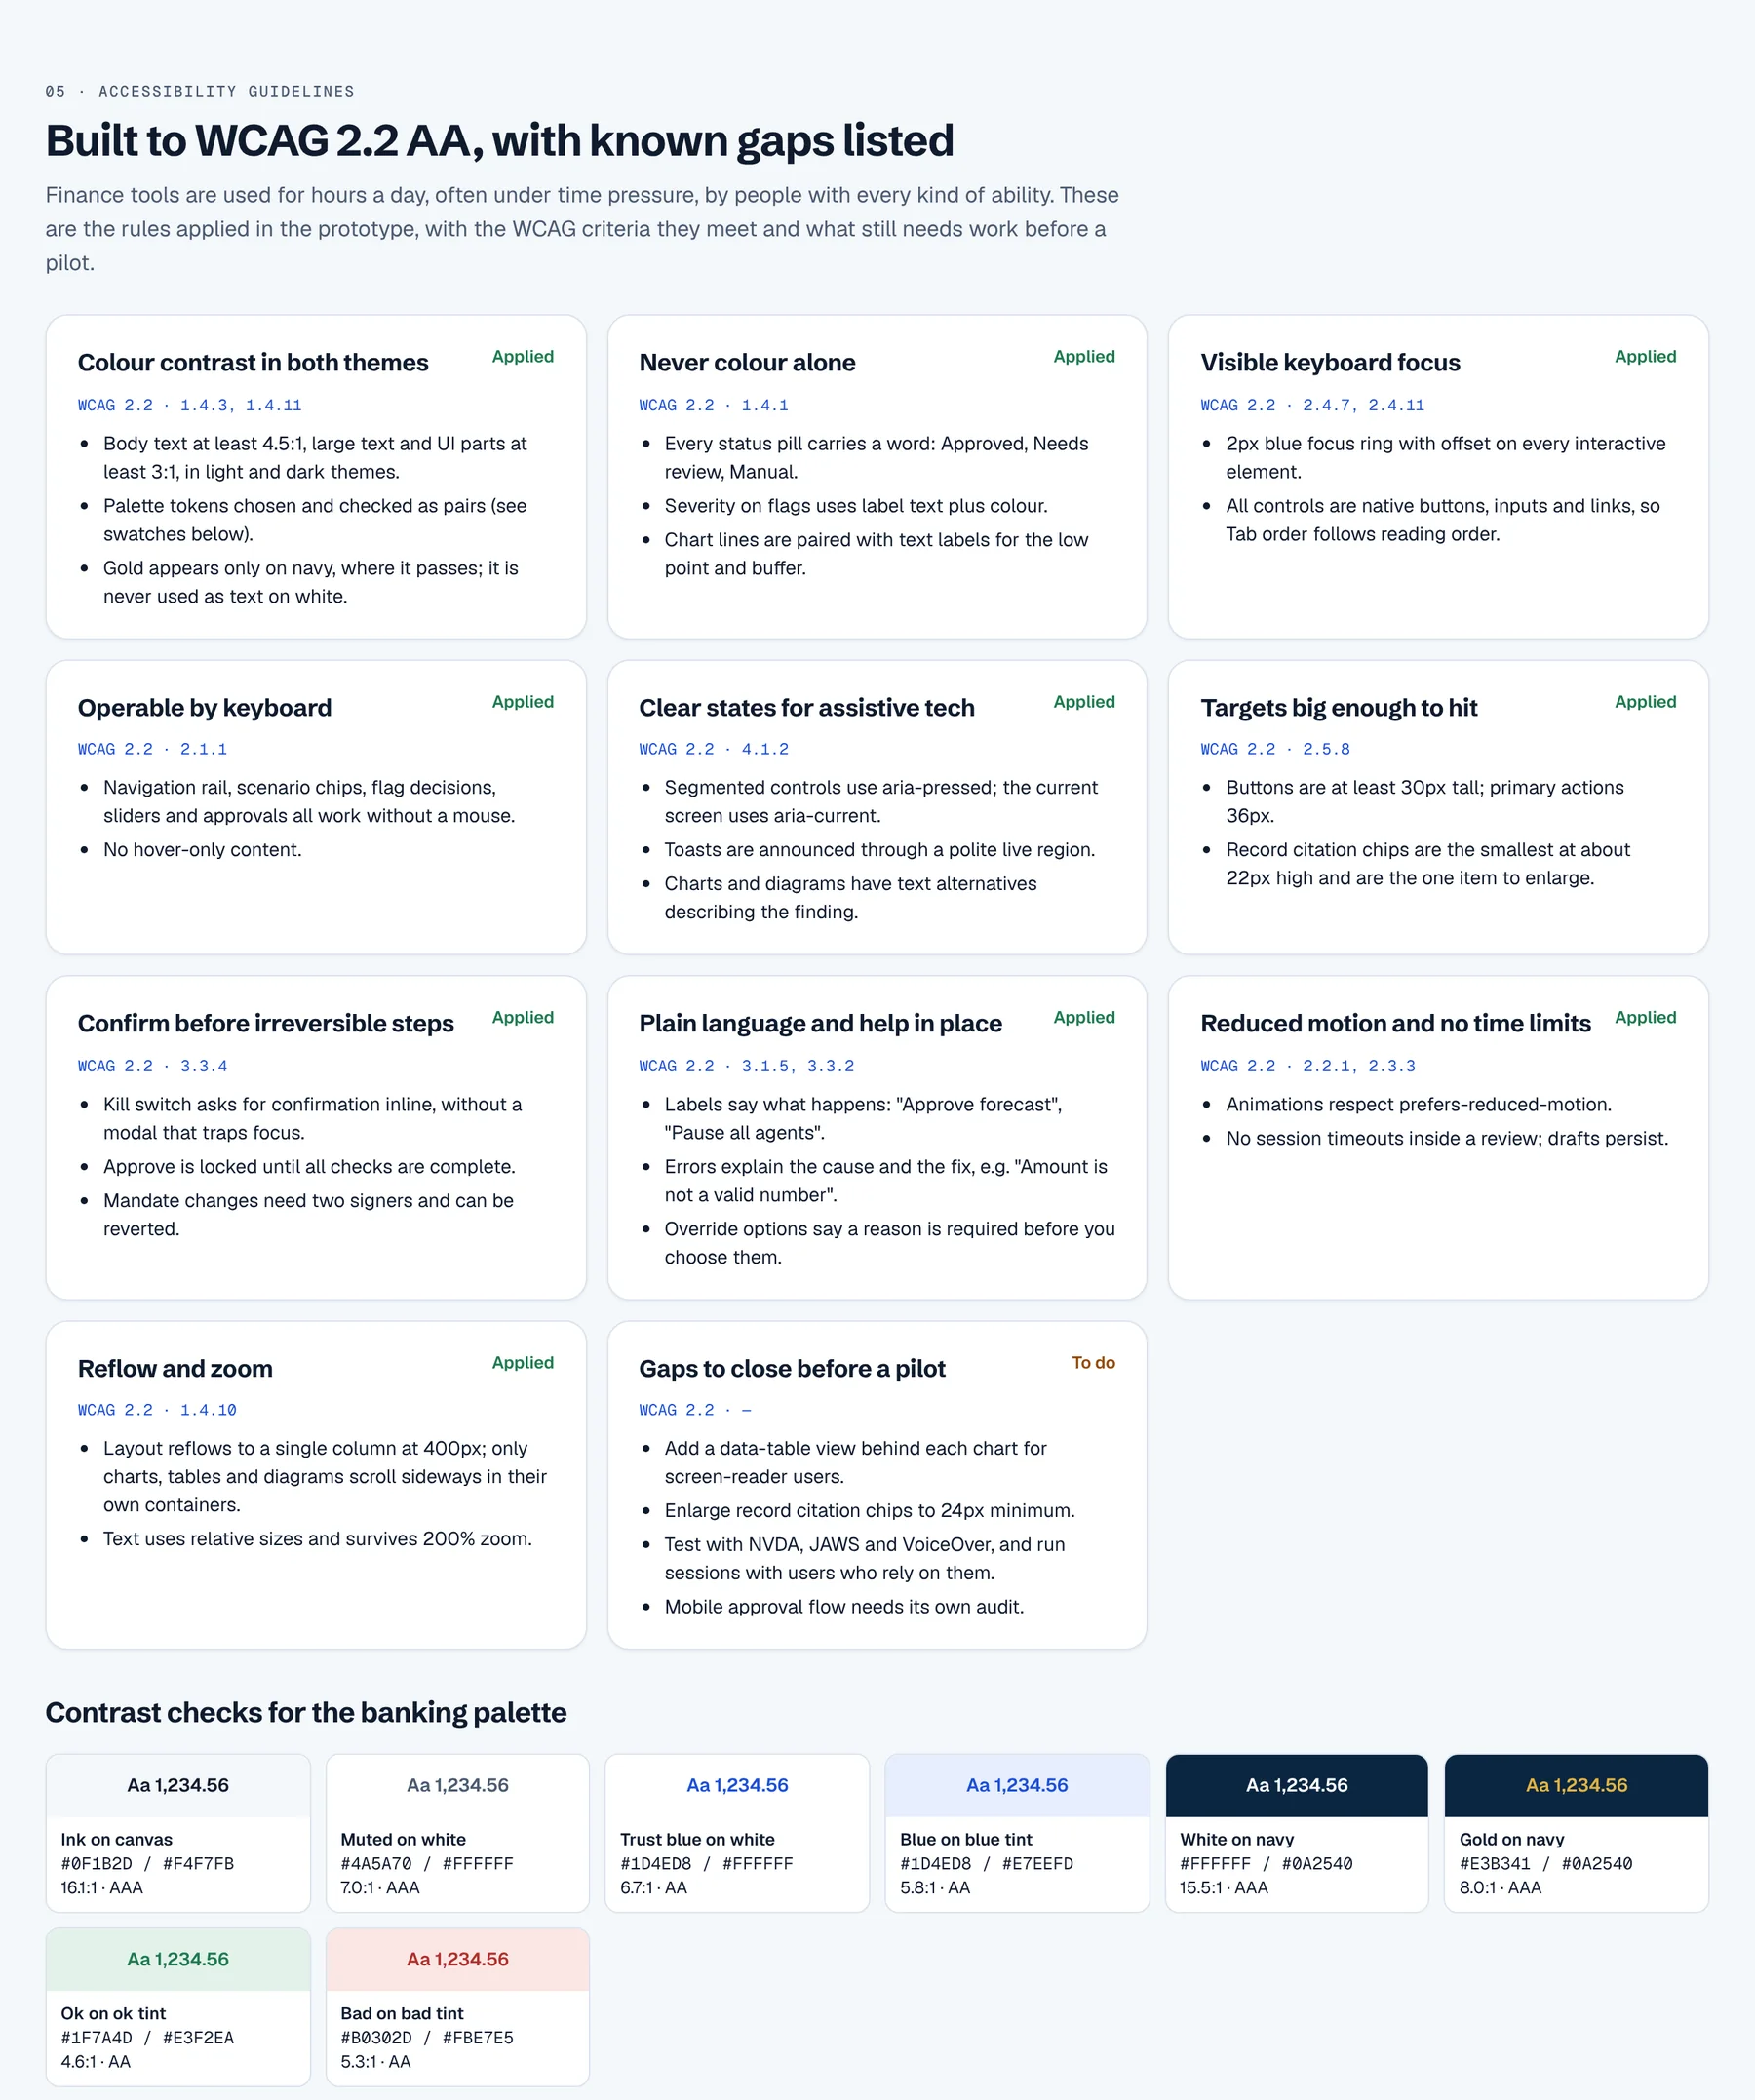 05 · ACCESSIBILITY GUIDELINES
Built to WCAG 2.2 AA, with known gaps listed
Finance tools are used for hours a day, often under time pressure, by people with every kind of ability. These
are the rules applied in the prototype, with the WCAG criteria they meet and what still needs work before a
pilot.
Colour contrast in both themes
Applied
WCAG 2.2 · 1.4.3, 1.4.11
• Body text at least 4.5:1, large text and UI parts at
least 3:1, in light and dark themes.
• Palette tokens chosen and checked as pairs (see
swatches below).
• Gold appears only on navy, where it passes; it is
never used as text on white.
Never colour alone
Applied
WCAG 2.2 · 1.4.1
• Every status pill carries a word: Approved, Needs
review, Manual.
• Severity on flags uses label text plus colour.
• Chart lines are paired with text labels for the low
point and buffer.
Visible keyboard focus
Applied
WCAG 2.2 · 2.4.7, 2.4.11
• 2px blue focus ring with offset on every interactive
element.
• All controls are native buttons, inputs and links, so
Tab order follows reading order.
Operable by keyboard
Applied
WCAG 2.2 · 2.1.1
• Navigation rail, scenario chips, flag decisions,
sliders and approvals all work without a mouse.
• No hover-only content.
Clear states for assistive tech
Applied
WCAG 2.2 · 4.1.2
• Segmented controls use aria-pressed; the current
screen uses aria-current.
• Toasts are announced through a polite live region.
• Charts and diagrams have text alternatives
describing the finding.
Targets big enough to hit
Applied
WCAG 2.2 · 2.5.8
• Buttons are at least 30px tall; primary actions
36px.
• Record citation chips are the smallest at about
22px high and are the one item to enlarge.
Confirm before irreversible steps
Applied
WCAG 2.2 · 3.3.4
• Kill switch asks for confirmation inline, without a
modal that traps focus.
• Approve is locked until all checks are complete.
• Mandate changes need two signers and can be
reverted.
Plain language and help in place
Applied
WCAG 2.2 · 3.1.5, 3.3.2
• Labels say what happens: "Approve forecast",
"Pause all agents".
• Errors explain the cause and the fix, e.g. "Amount is
not a valid number".
• Override options say a reason is required before you
choose them.
Reduced motion and no time limits
Applied
WCAG 2.2 · 2.2.1, 2.3.3
• Animations respect prefers-reduced-motion.
• No session timeouts inside a review; drafts persist.
Reflow and zoom
Applied
WCAG 2.2 · 1.4.10
• Layout reflows to a single column at 400px; only
charts, tables and diagrams scroll sideways in their
own containers.
• Text uses relative sizes and survives 200% zoom.
Gaps to close before a pilot
To do
WCAG 2.2 · —
• Add a data-table view behind each chart for
screen-reader users.
• Enlarge record citation chips to 24px minimum.
• Test with NVDA, JAWS and VoiceOver, and run
sessions with users who rely on them.
• Mobile approval flow needs its own audit.
Contrast checks for the banking palette
Aa 1,234.56
Ink on canvas
#0F1B2D / #F4F7FB
16.1:1 · AAA
Aa 1,234.56
Muted on white
#4A5A70 / #FFFFFF
7.0:1 · AAA
Aa 1,234.56
Trust blue on white
#1D4ED8 / #FFFFFF
6.7:1 · AA
Aa 1,234.56
Blue on blue tint
#1D4ED8 / #E7EEFD
5.8:1 · AA
Aa 1,234.56
White on navy
#FFFFFF / #0A2540
15.5:1 · AAA
Aa 1,234.56
Gold on navy
#E3B341 / #0A2540
8.0:1 · AAA
Aa 1,234.56
Ok on ok tint
#1F7A4D / #E3F2EA
4.6:1 · AA
Aa 1,234.56
Bad on bad tint
#B0302D / #FBE7E5
5.3:1 · AA